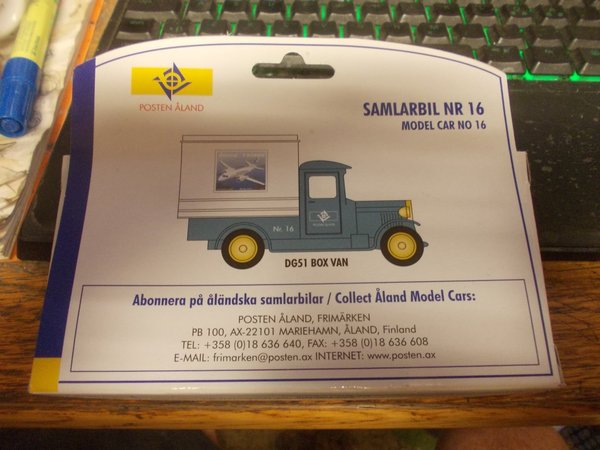 POSTEN ÅLAND
SAMLARBIL NR 16
MODEL CAR NO 16
Nr. 16
POSTEN ÅLAND
DG51 BOX VAN
Abonnera på åländska samlarbilar / Collect Åland Model Cars:
POSTEN ÅLAND, FRIMÄRKEN
PB 100, AX-22101 MARIEHAMN, ÅLAND, Finland
TEL: +358 (0)18 636 640, FAX: +358 (0)18 636 608
E-MAIL: frimarken@posten.ax INTERNET: www.posten.ax